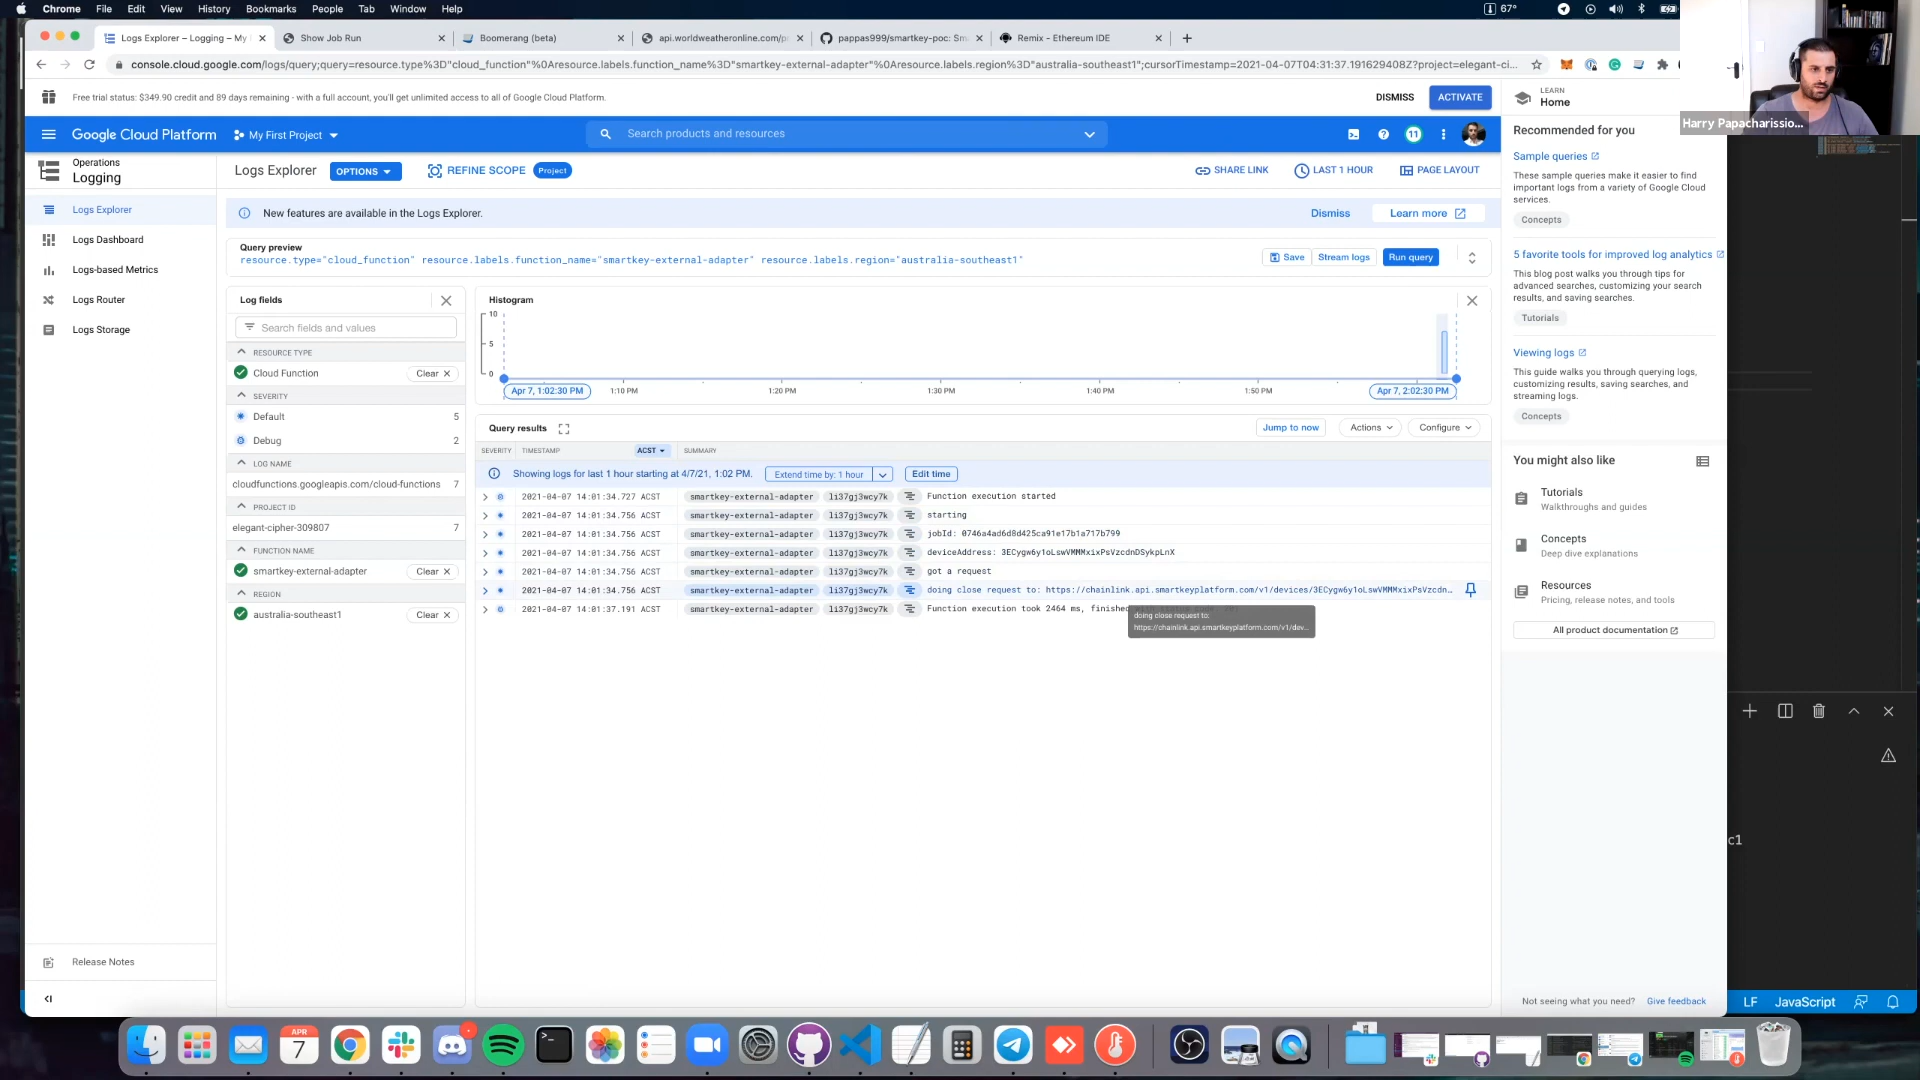 Chrome File Edit View History Bookmarks People Tab Window Help 67°
Logs Explorer – Logging – My Show Job Run Boomerang (beta) api.worldweatheronline.com/p pappas999/smartkey-poc: Sm Remix - Ethereum IDE
console.cloud.google.com/logs/query;query=resource.type%3D"cloud_function"%0Aresource.labels.function_name%3D"smartkey-external-adapter"%0Aresource.labels.region%3D"australia-southeast1";cursorTimestamp=2021-04-07T04:31:37.191629408Z?project=elegant-ci...
Harry Papacharissio...
Free trial status: $349.90 credit and 89 days remaining - with a full account, you'll get unlimited access to all of Google Cloud Platform. DISMISS ACTIVATE
Google Cloud Platform My First Project Search products and resources 11
Operations
Logging
Logs Explorer
Logs Dashboard
Logs-based Metrics
Logs Router
Logs Storage
Release Notes
Logs Explorer OPTIONS REFINE SCOPE Project SHARE LINK LAST 1 HOUR PAGE LAYOUT
New features are available in the Logs Explorer. Dismiss Learn more
Query preview
resource.type="cloud_function" resource.labels.function_name="smartkey-external-adapter" resource.labels.region="australia-southeast1" Save Stream logs Run query
Log fields
Search fields and values
RESOURCE TYPE
Cloud Function Clear
SEVERITY
Default 5
Debug 2
LOG NAME
cloudfunctions.googleapis.com/cloud-functions 7
PROJECT ID
elegant-cipher-309807 7
FUNCTION NAME
smartkey-external-adapter Clear
REGION
australia-southeast1 Clear
Histogram
10
5
0
Apr 7, 1:02:30 PM 1:10 PM 1:20 PM 1:30 PM 1:40 PM 1:50 PM Apr 7, 2:02:30 PM
Query results Jump to now Actions Configure
SEVERITY TIMESTAMP ACST SUMMARY
Showing logs for last 1 hour starting at 4/7/21, 1:02 PM. Extend time by: 1 hour Edit time
2021-04-07 14:01:34.727 ACST smartkey-external-adapter li37gj3wcy7k Function execution started
2021-04-07 14:01:34.756 ACST smartkey-external-adapter li37gj3wcy7k starting
2021-04-07 14:01:34.756 ACST smartkey-external-adapter li37gj3wcy7k jobId: 0746a4ad6d8d425ca91e17b1a717b799
2021-04-07 14:01:34.756 ACST smartkey-external-adapter li37gj3wcy7k deviceAddress: 3ECygw6y1oLswVMMMxixPsVzcdnDSykpLnX
2021-04-07 14:01:34.756 ACST smartkey-external-adapter li37gj3wcy7k got a request
2021-04-07 14:01:34.756 ACST smartkey-external-adapter li37gj3wcy7k doing close request to: https://chainlink.api.smartkeyplatform.com/v1/devices/3ECygw6y1oLswVMMMxixPsVzcdn...
2021-04-07 14:01:37.191 ACST smartkey-external-adapter li37gj3wcy7k Function execution took 2464 ms, finished
doing close request to:
https://chainlink.api.smartkeyplatform.com/v1/dev...
LEARN
Home
Recommended for you
Sample queries
These sample queries make it easier to find
important logs from a variety of Google Cloud
services.
Concepts
5 favorite tools for improved log analytics
This blog post walks you through tips for
advanced searches, customizing your search
results, and saving searches.
Tutorials
Viewing logs
This guide walks you through querying logs,
customizing results, saving searches, and
streaming logs.
Concepts
You might also like
Tutorials
Walkthroughs and guides
Concepts
Deep dive explanations
Resources
Pricing, release notes, and tools
All product documentation
Not seeing what you need? Give feedback
c1
LF JavaScript
APR
7